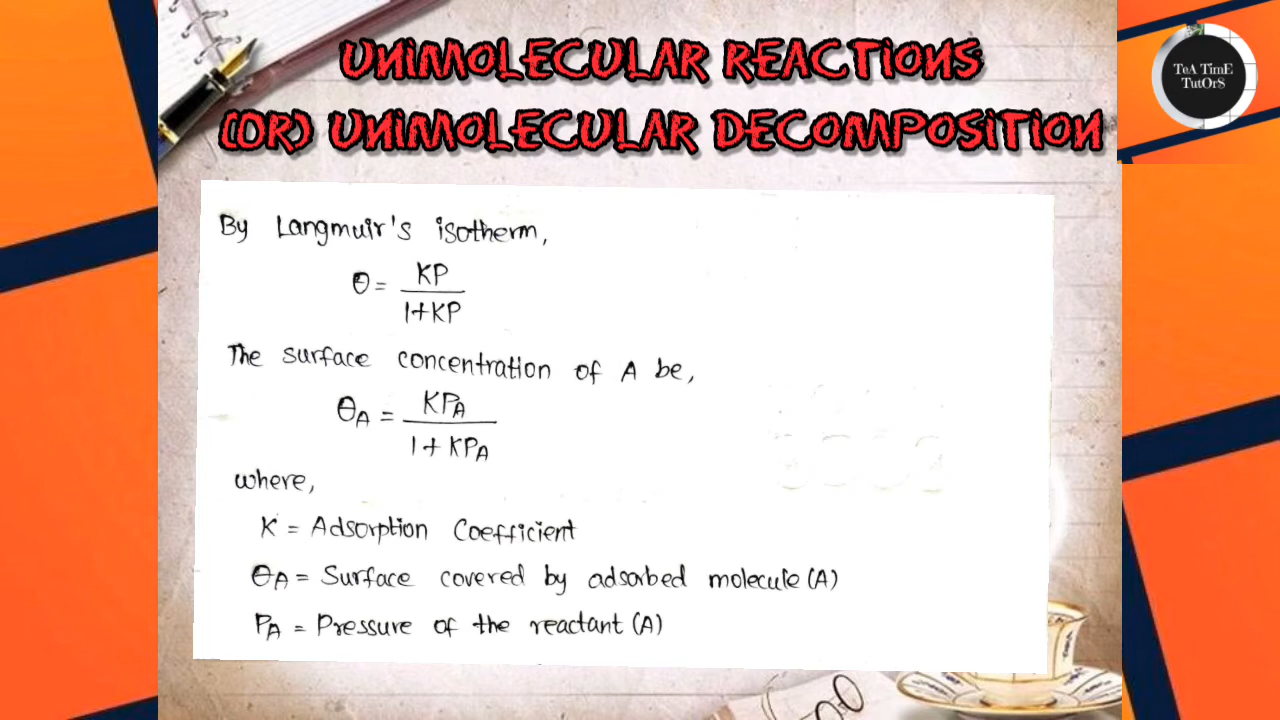 UNIMOLECULAR REACTIONS
(OR) UNIMOLECULAR DECOMPOSITION
TeA TimE
TutOrS
By Langmuir's isotherm,
θ = KP / 1+KP
The surface concentration of A be,
θA = KPA / 1 + KPA
where,
K = Adsorption Coefficient
θA = Surface covered by adsorbed molecule (A)
PA = Pressure of the reactant (A)